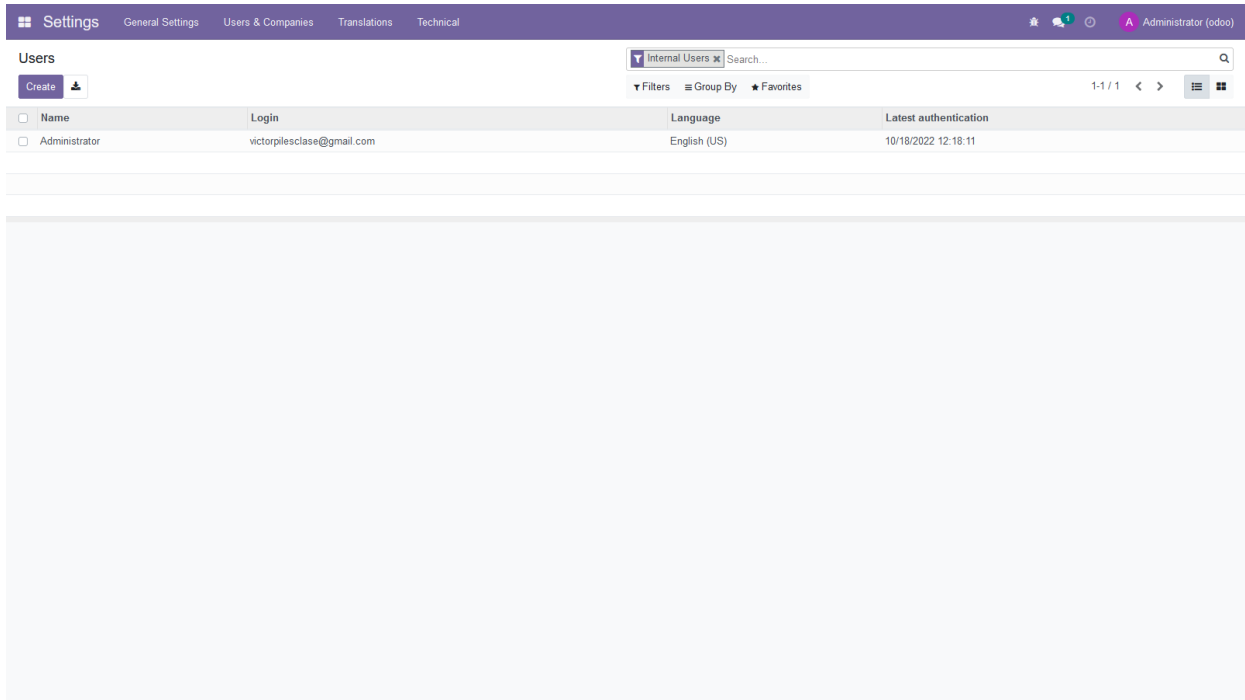 Settings General Settings Users & Companies Translations Technical 1 A Administrator (odoo)
Users
Internal Users Search...
Create Filters Group By Favorites 1-1 / 1
Name Login Language Latest authentication
Administrator victorpilesclase@gmail.com English (US) 10/18/2022 12:18:11